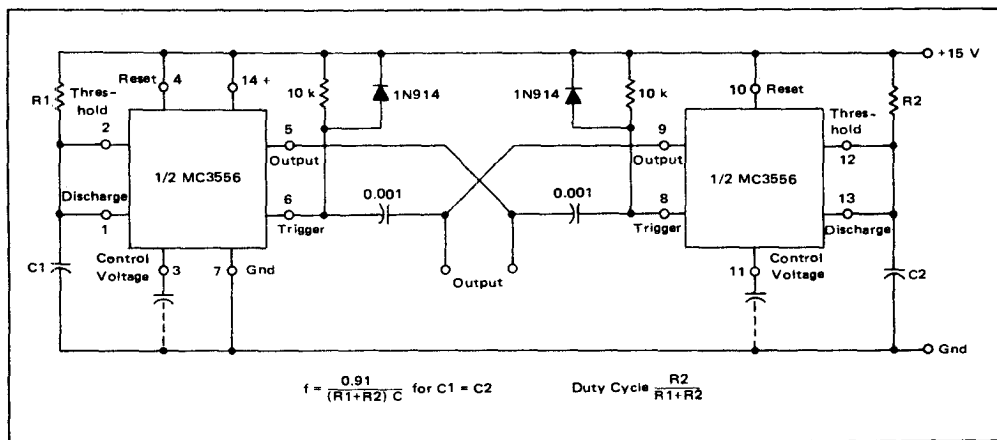 +15 V
Reset 4
14 +
R1
Thres-
hold
2
10 k
1N914
1N914
10 k
10 Reset
R2
Thres-
hold
12
5
Output
9
Output
1/2 MC3556
1/2 MC3556
Discharge
1
6
Trigger
0.001
0.001
8
Trigger
13
Discharge
C1
Control
Voltage
3
7
Gnd
Output
Control
Voltage
11
C2
Gnd
f = 0.91 / (R1+R2) C for C1 = C2
Duty Cycle R2 / R1+R2